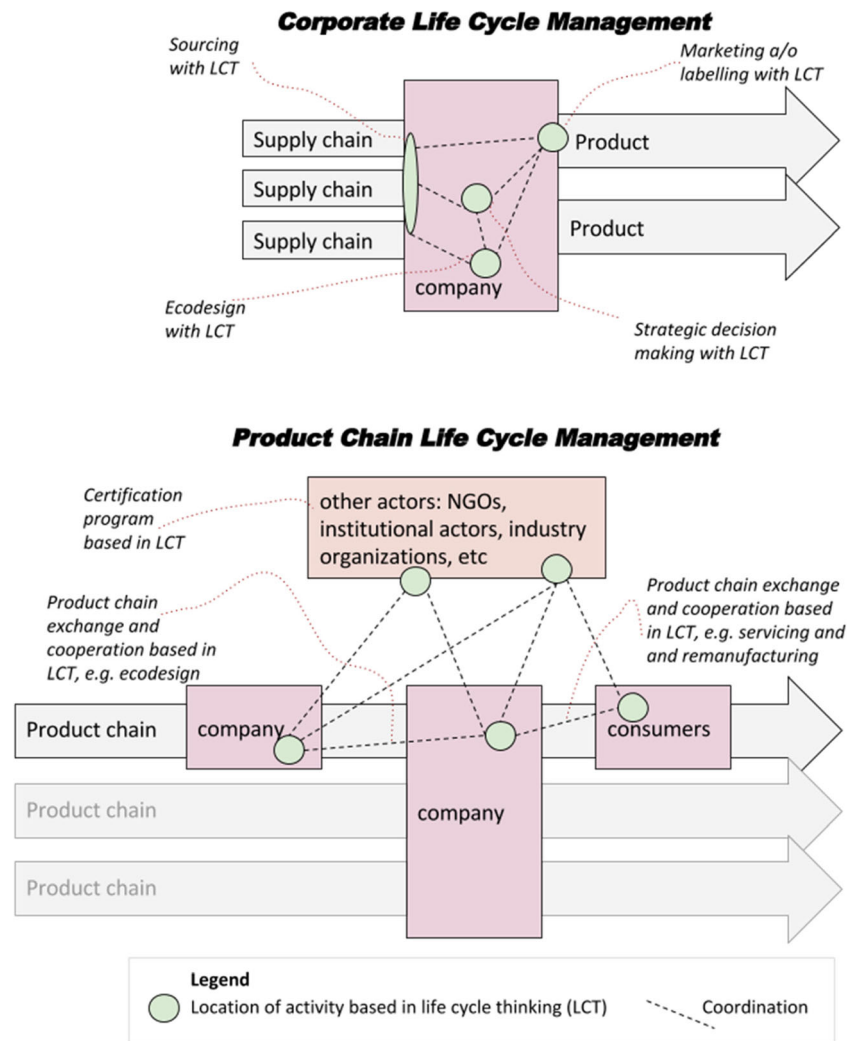 Corporate Life Cycle Management
Sourcing
with LCT
Marketing a/o
labelling with LCT
Supply chain
Supply chain
Supply chain
Product
Product
company
Ecodesign
with LCT
Strategic decision
making with LCT
Product Chain Life Cycle Management
Certification
program
based in LCT
other actors: NGOs,
institutional actors, industry
organizations, etc
Product chain
exchange and
cooperation based in
LCT, e.g. ecodesign
Product chain exchange
and cooperation based
in LCT, e.g. servicing and
and remanufacturing
Product chain
company
consumers
Product chain
company
Product chain
Legend
Location of activity based in life cycle thinking (LCT)
Coordination